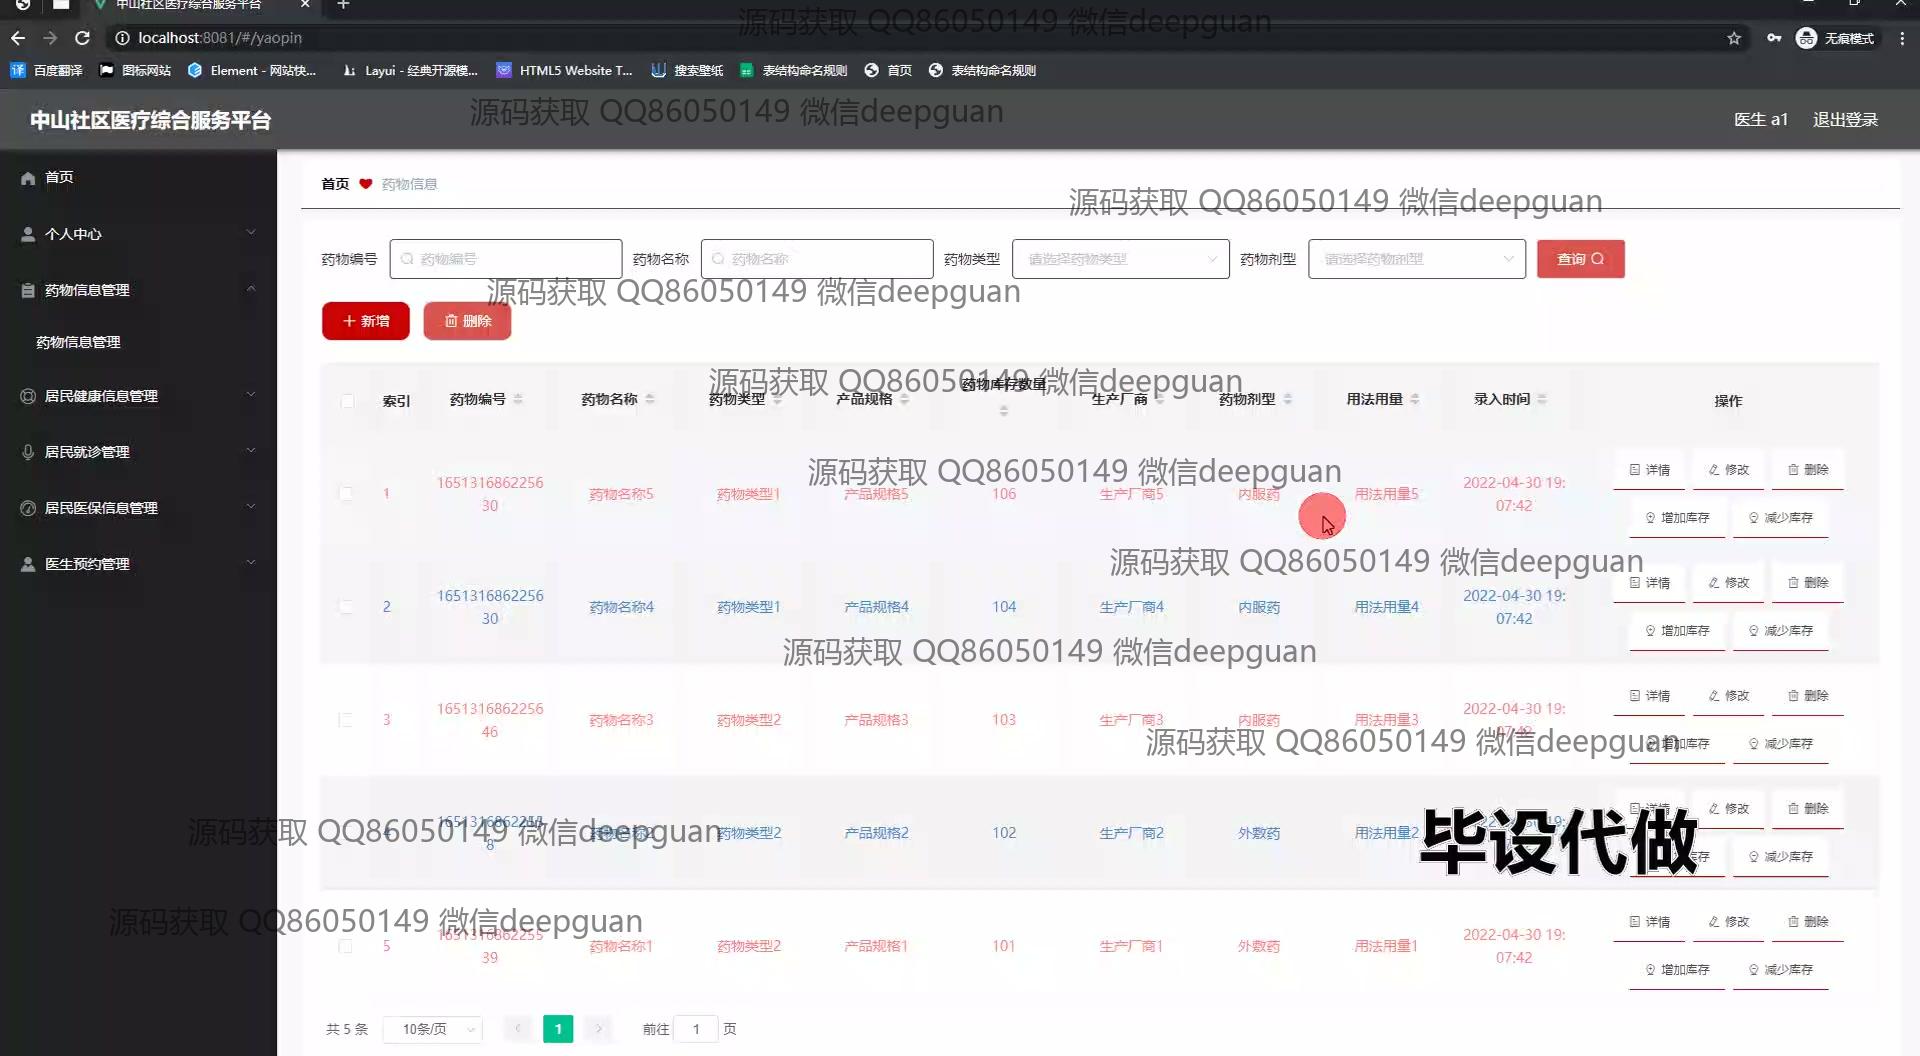 中山社区医疗综合服务平台
localhost:8081/#/yaopin
无痕模式
百度翻译
图标网站
Element - 网站快...
Layui - 经典开源模...
HTML5 Website T...
搜索壁纸
表结构命名规则
首页
表结构命名规则
源码获取 QQ86050149 微信deepguan
中山社区医疗综合服务平台
源码获取 QQ86050149 微信deepguan
医生 a1
退出登录
首页
个人中心
药物信息管理
药物信息管理
居民健康信息管理
居民就诊管理
居民医保信息管理
医生预约管理
首页 药物信息
源码获取 QQ86050149 微信deepguan
药物编号 药物编号
药物名称 药物名称
药物类型 请选择药物类型
药物剂型 请选择药物剂型
查询
源码获取 QQ86050149 微信deepguan
新增
删除
源码获取 QQ86050149 微信deepguan
索引 药物编号 药物名称 药物类型 产品规格 药物库存数量 生产厂商 药物剂型 用法用量 录入时间 操作
源码获取 QQ86050149 微信deepguan
1 1651316862256
30 药物名称5 药物类型1 产品规格5 106 生产厂商5 内服药 用法用量5 2022-04-30 19:
07:42
详情 修改 删除
增加库存 减少库存
源码获取 QQ86050149 微信deepguan
2 1651316862256
30 药物名称4 药物类型1 产品规格4 104 生产厂商4 内服药 用法用量4 2022-04-30 19:
07:42
详情 修改 删除
增加库存 减少库存
源码获取 QQ86050149 微信deepguan
3 1651316862256
46 药物名称3 药物类型2 产品规格3 103 生产厂商3 内服药 用法用量3 2022-04-30 19:
07:42
详情 修改 删除
增加库存 减少库存
源码获取 QQ86050149 微信deepguan
4 药物名称2 药物类型2 产品规格2 102 生产厂商2 外敷药 用法用量2
详情 修改 删除
库存 减少库存
源码获取 QQ86050149 微信deepguan
毕设代做
源码获取 QQ86050149 微信deepguan
5 1651316862255
39 药物名称1 药物类型2 产品规格1 101 生产厂商1 外敷药 用法用量1 2022-04-30 19:
07:42
详情 修改 删除
增加库存 减少库存
共 5 条 10条/页 1 前往 1 页